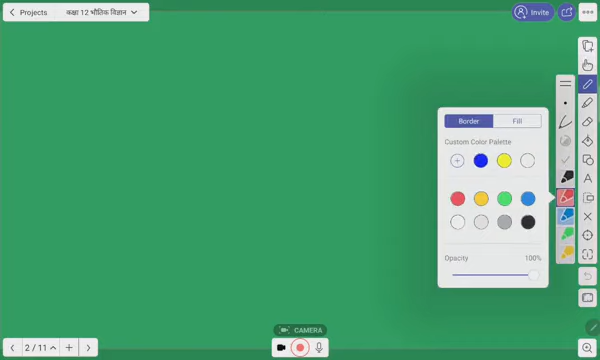 Projects
कक्षा 12 भौतिक विज्ञान
Invite
Border
Fill
Custom Color Palette
Opacity
100%
A
CAMERA
2 / 11